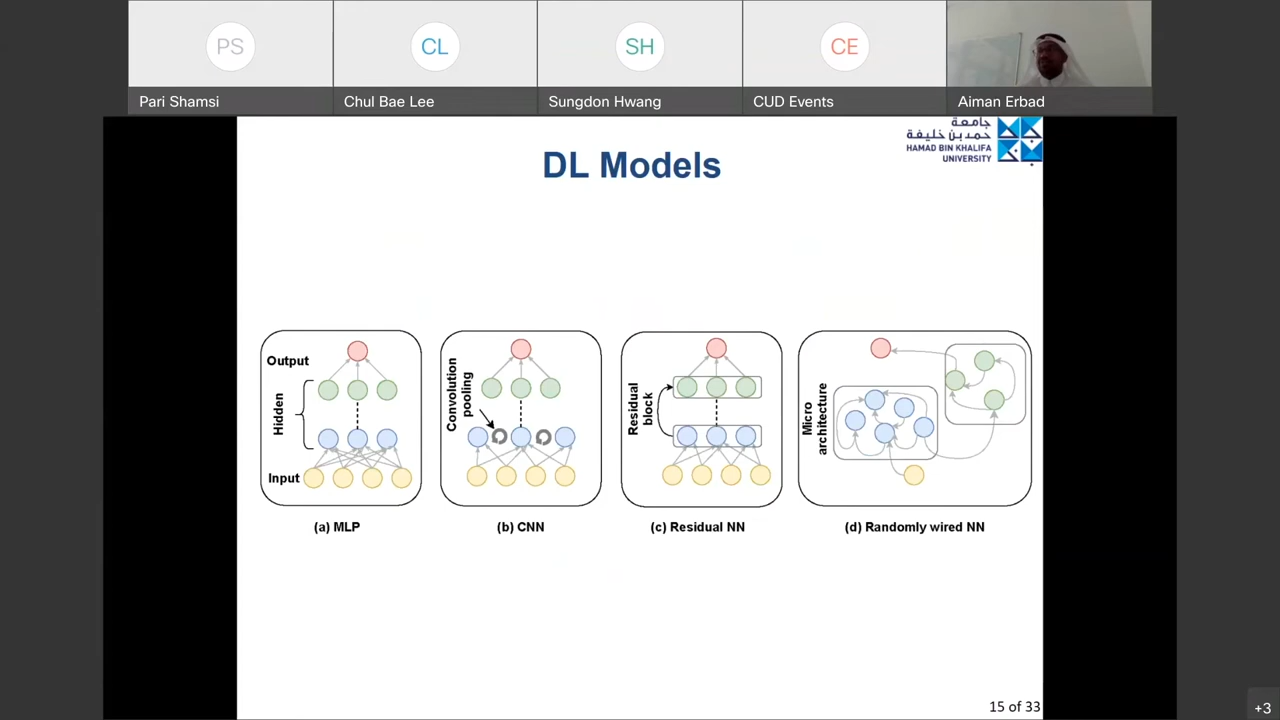 PS
CL
SH
CE
Pari Shamsi
Chul Bae Lee
Sungdon Hwang
CUD Events
Aiman Erbad
جامعة
حمد بن خليفة
HAMAD BIN KHALIFA
UNIVERSITY
DL Models
Output
Hidden
Input
(a) MLP
Convolution
pooling
(b) CNN
Residual
block
(c) Residual NN
Micro
architecture
(d) Randomly wired NN
15 of 33
+3